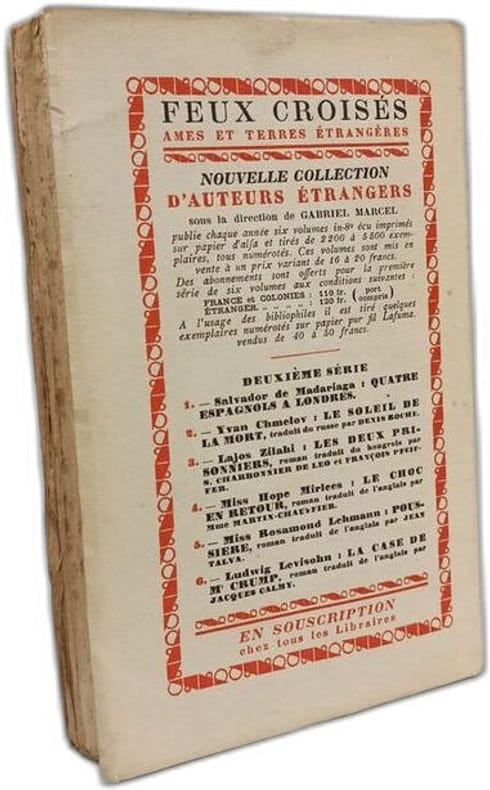 FEUX CROISÉS
AMES ET TERRES ÉTRANGÈRES
NOUVELLE COLLECTION
D'AUTEURS ÉTRANGERS
sous la direction de GABRIEL MARCEL
publie chaque année six volumes in-8º écu imprimés
sur papier d'alfa et tirés de 2200 à 5500 exem-
plaires, tous numérotés. Ces volumes sont mis en
vente à un prix variant de 16 à 20 francs.
Des abonnements sont offerts pour la première
série de six volumes aux conditions suivantes :
FRANCE et COLONIES : 110 fr. ( port
ÉTRANGER . . . . . : 120 fr. compris )
A l'usage des bibliophiles il est tiré quelques
exemplaires numérotés sur papier pur fil Lafuma,
vendus de 40 à 50 francs.
DEUXIÈME SÉRIE
1. — Salvador de Madariaga : QUATRE
ESPAGNOLS A LONDRES.
2. — Yvan Chmelov : LE SOLEIL DE
LA MORT, traduit du russe par DENIS ROCHE.
3. — Lajos Zilahi : LES DEUX PRI-
SONNIERS, roman traduit du hongrois par
S. CHARBONNIER DE LEO et FRANÇOIS PFEIF-
FER.
4. — Miss Hope Mirlees : LE CHOC
EN RETOUR, roman traduit de l'anglais par
Mme MARTIN-CHAUFFIER.
5. — Miss Rosamond Lehmann : POUS-
SIÈRE, roman traduit de l'anglais par JEAN
TALVA.
6. — Ludwig Levisohn : LA CASE DE
Mr CRUMP, roman traduit de l'anglais par
JACQUES CALMY.
EN SOUSCRIPTION
chez tous les Libraires